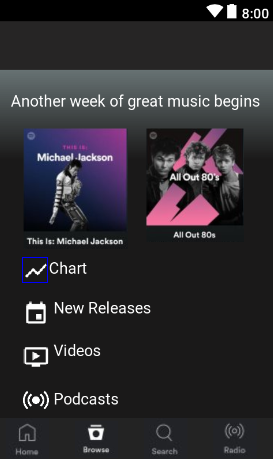 8:00
Another week of great music begins
THIS IS:
Michael Jackson
All Out 80's
This Is: Michael Jackson
All Out 80s
Chart
New Releases
Videos
Podcasts
Home
Browse
Search
Radio